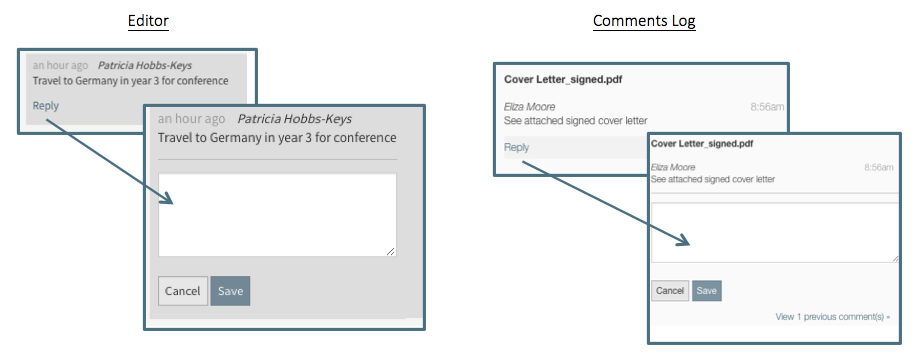 Editor
an hour ago Patricia Hobbs-Keys
Travel to Germany in year 3 for conference
Reply
an hour ago Patricia Hobbs-Keys
Travel to Germany in year 3 for conference
Cancel Save
Comments Log
Cover Letter_signed.pdf
Eliza Moore 8:56am
See attached signed cover letter
Reply
Cover Letter_signed.pdf
Eliza Moore 8:56am
See attached signed cover letter
Cancel Save
View 1 previous comment(s) »